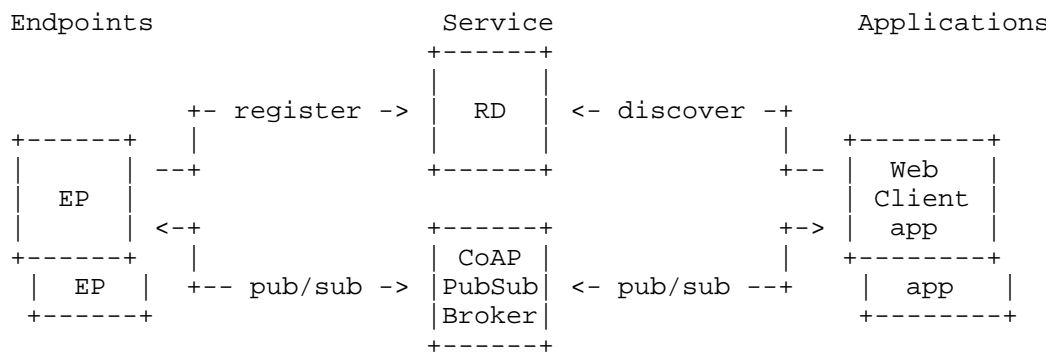 Endpoints Service Applications
+- register -> RD <- discover -+
--+ +-- Web
EP Client
<-+ +-> app
CoAP
EP +-- pub/sub -> PubSub <- pub/sub --+ app
Broker